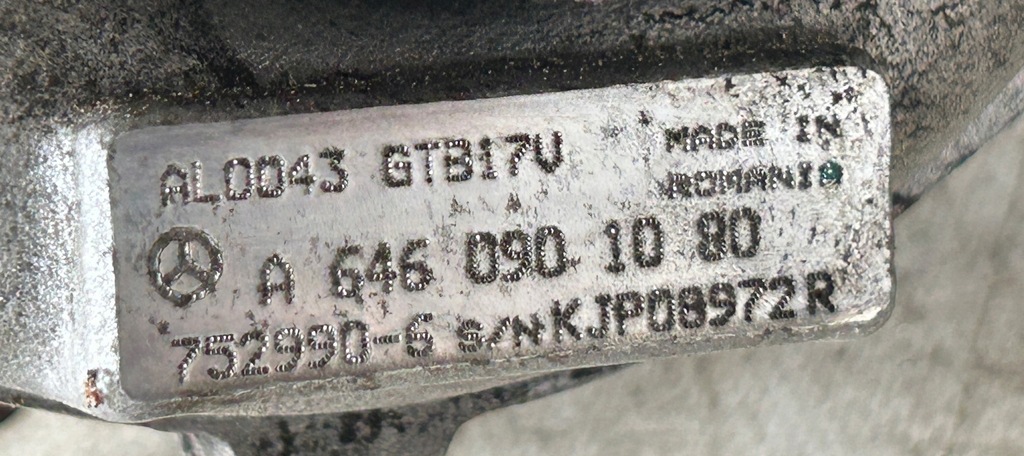 AL0043 GTB17V
MADE IN
ROMANIA
A 646 090 10 80
752990-6 S/N KJP08972R